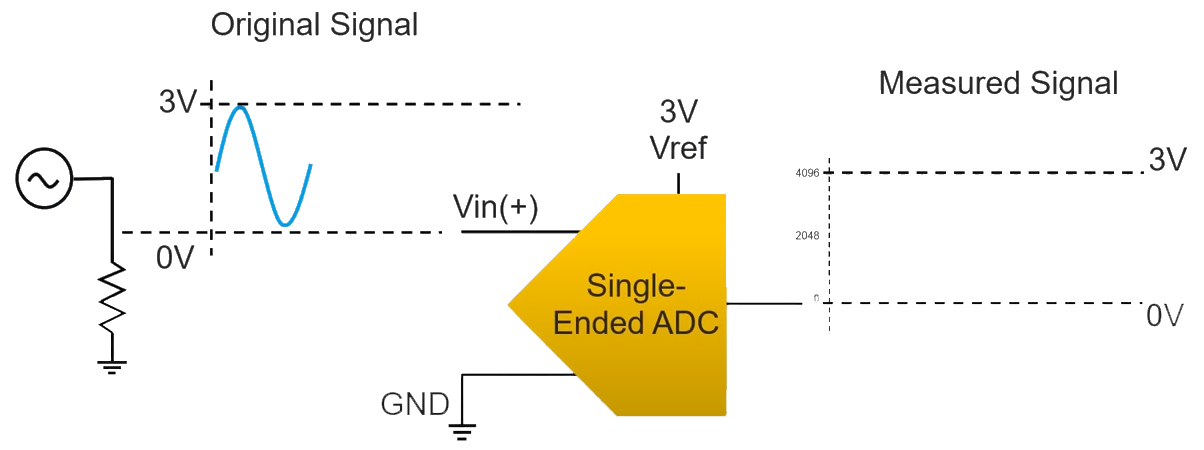 Original Signal
Measured Signal
3V
3V
Vref
3V
4096
Vin(+)
2048
0V
Single-
Ended ADC
0
0V
GND